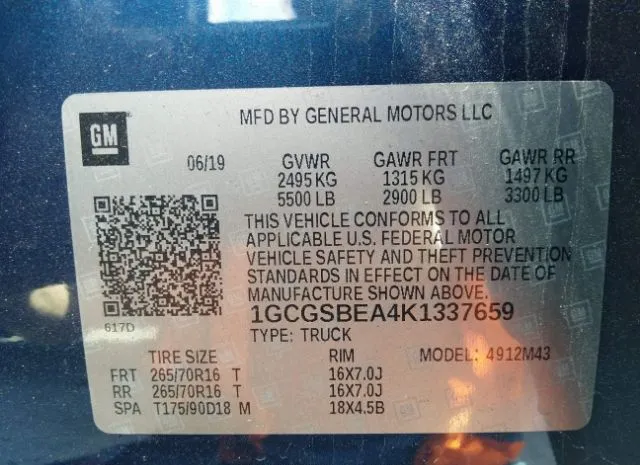 MFD BY GENERAL MOTORS LLC
GM
06/19 GVWR GAWR FRT GAWR RR
2495 KG 1315 KG 1497 KG
5500 LB 2900 LB 3300 LB
THIS VEHICLE CONFORMS TO ALL
APPLICABLE U.S. FEDERAL MOTOR
VEHICLE SAFETY AND THEFT PREVENTION
STANDARDS IN EFFECT ON THE DATE OF
MANUFACTURE SHOWN ABOVE.
1GCGSBEA4K1337659
617D
TYPE: TRUCK
TIRE SIZE RIM MODEL: 4912M43
FRT 265/70R16 T 16X7.0J
RR 265/70R16 T 16X7.0J
SPA T175/90D18 M 18X4.5B